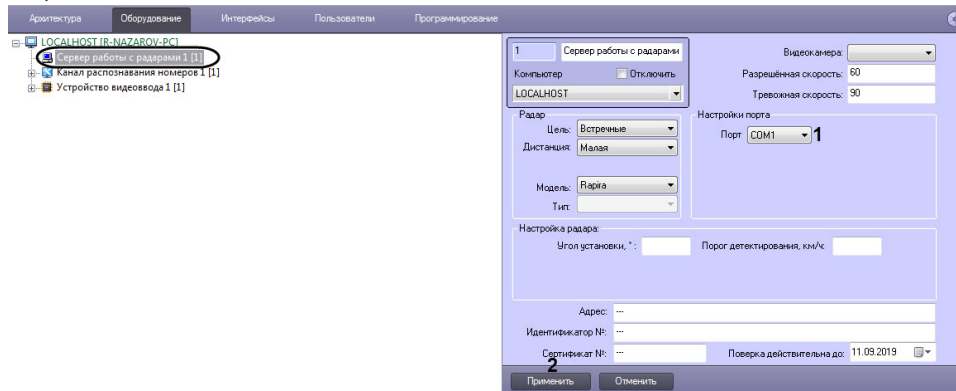 Архитектура Оборудование Интерфейсы Пользователи Программирование
LOCALHOST [R-NAZAROV-PC]
Сервер работы с радарами 1 [1]
Канал распознавания номеров 1 [1]
Устройство видеоввода 1 [1]
1 Сервер работы с радарами
Компьютер Отключить
LOCALHOST
Видеокамера:
Разрешённая скорость: 60
Тревожная скорость: 90
Радар
Цель: Встречные
Дистанция: Малая
Модель: Rapira
Тип:
Настройки порта
Порт COM1 1
Настройка радара:
Угол установки, °: Порог детектирования, км/ч:
Адрес: ---
Идентификатор №: ---
Сертификат №: --- Поверка действительна до: 11.09.2019
2
Применить Отменить